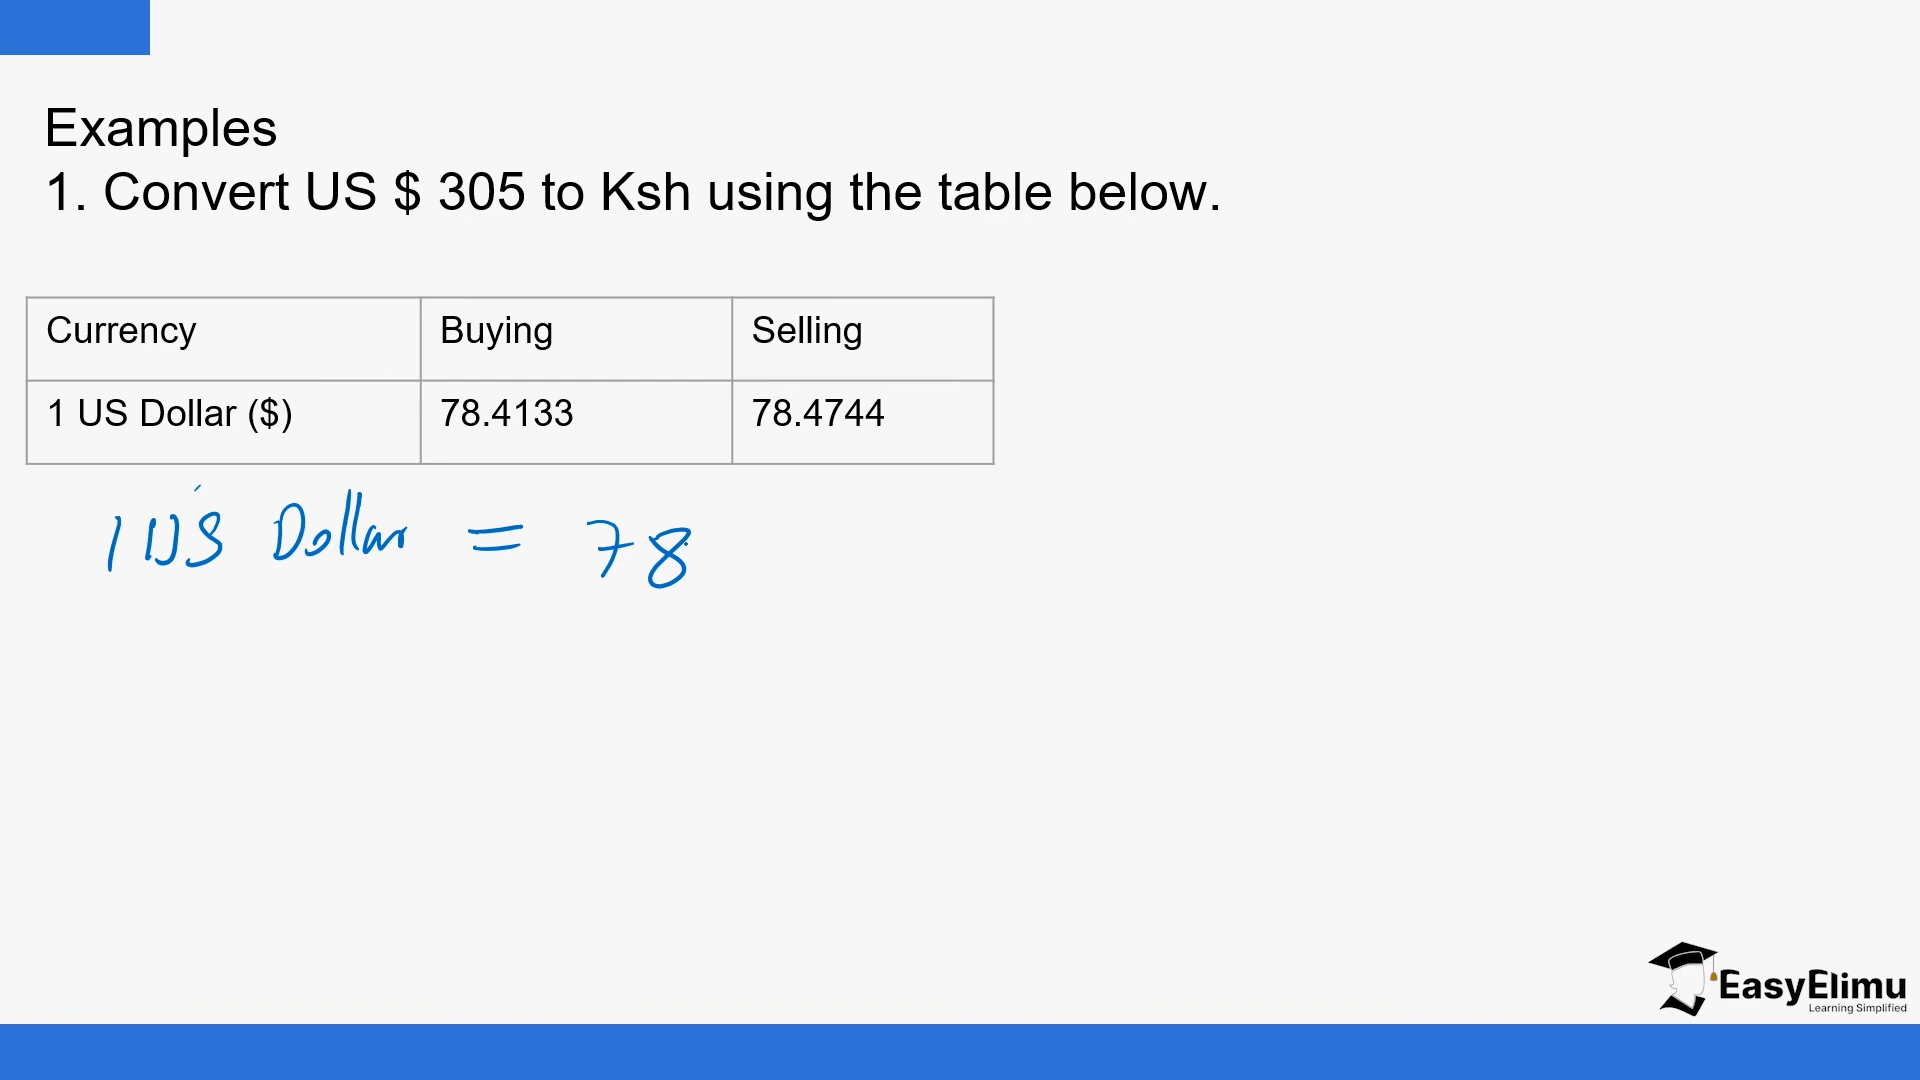 Examples
1. Convert US $ 305 to Ksh using the table below.
Currency Buying Selling
1 US Dollar ($) 78.4133 78.4744
1 US Dollar = 78
EasyElimu
Learning Simplified